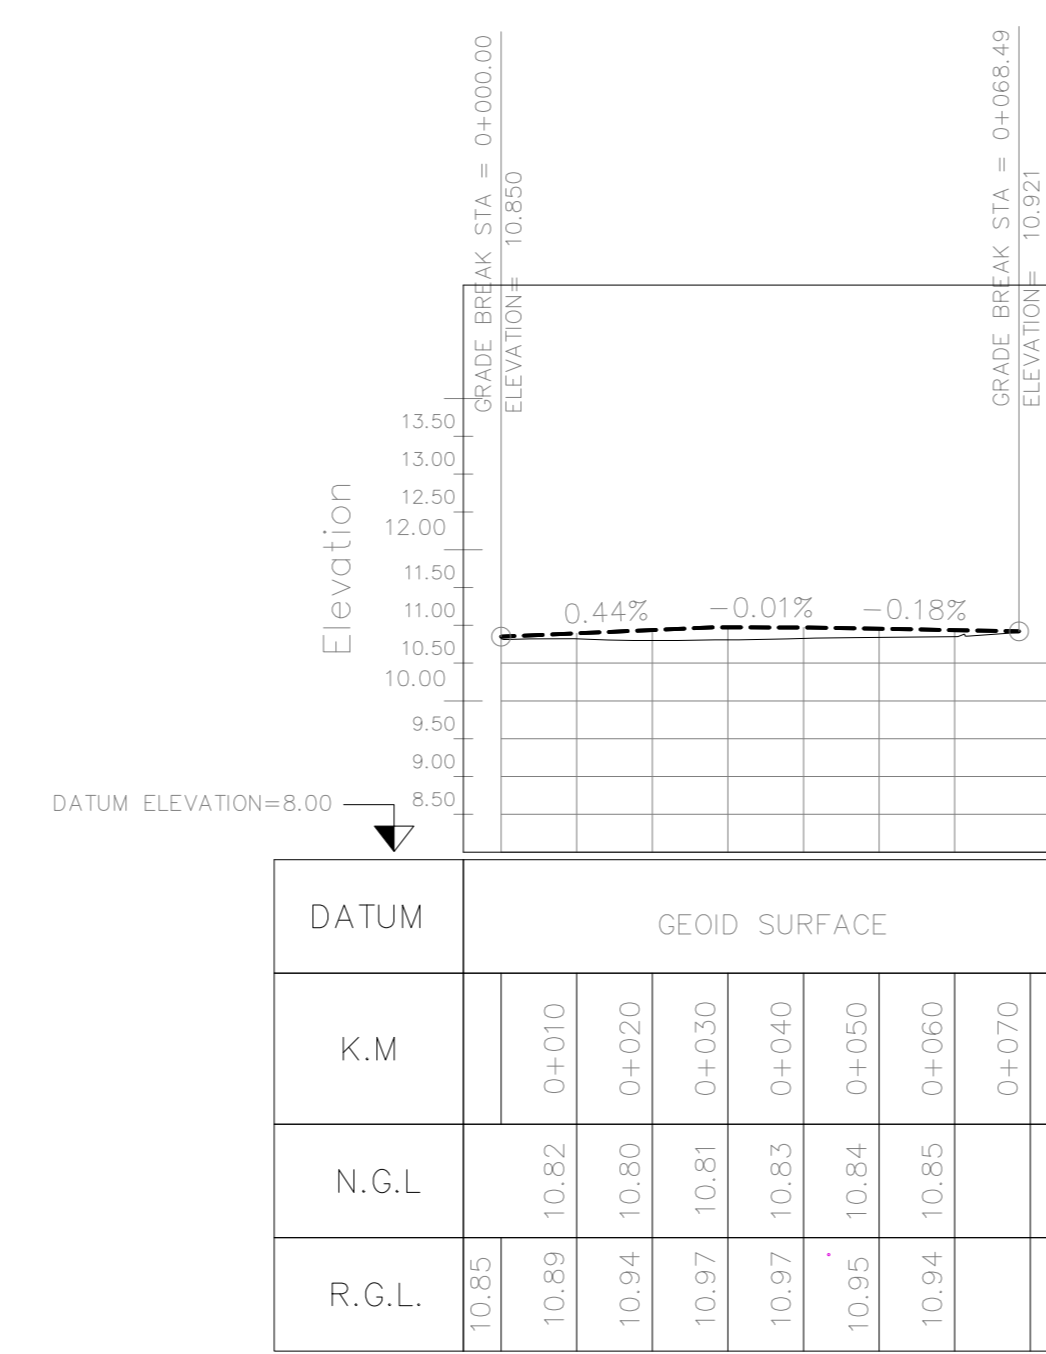 GRADE BREAK STA = 0+000.00
ELEVATION= 10.850
GRADE BREAK STA = 0+068.49
ELEVATION= 10.921
Elevation
13.50
13.00
12.50
12.00
11.50
11.00
10.50
10.00
9.50
9.00
8.50
0.44%
-0.01%
-0.18%
DATUM ELEVATION=8.00
DATUM GEOID SURFACE
K.M 0+010 0+020 0+030 0+040 0+050 0+060 0+070
N.G.L 10.82 10.80 10.81 10.83 10.84 10.85
R.G.L. 10.85 10.89 10.94 10.97 10.97 10.95 10.94